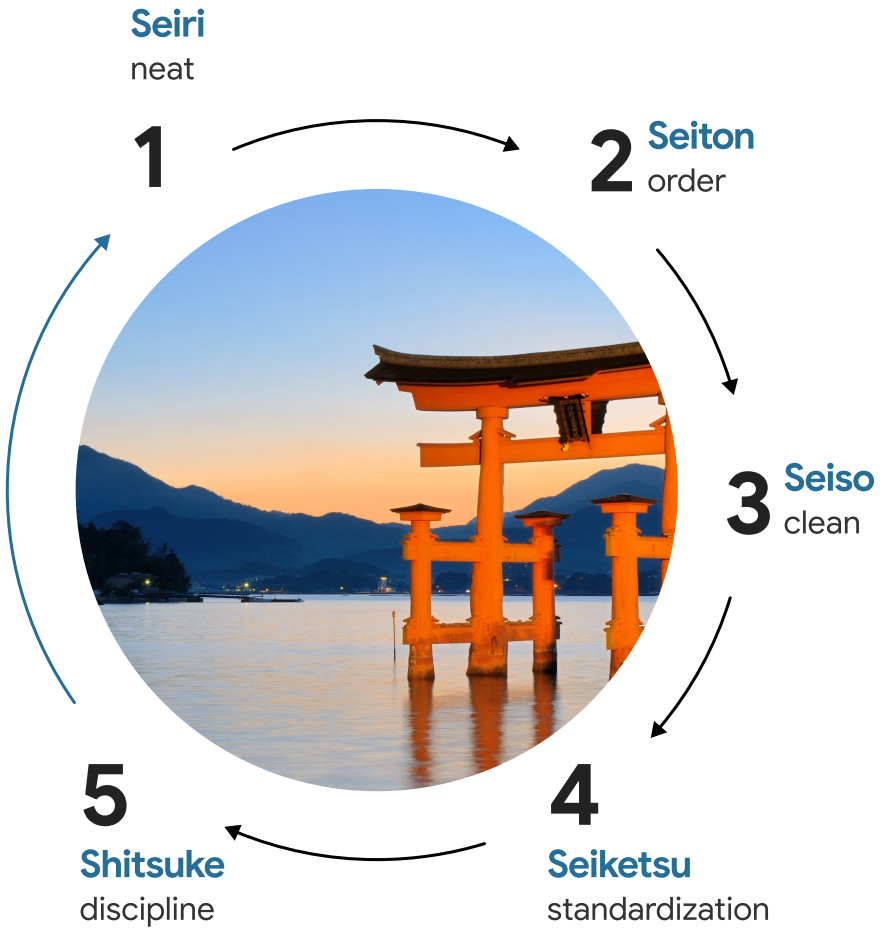 Seiri
neat
1
2
Seiton
order
3
Seiso
clean
4
Seiketsu
standardization
5
Shitsuke
discipline